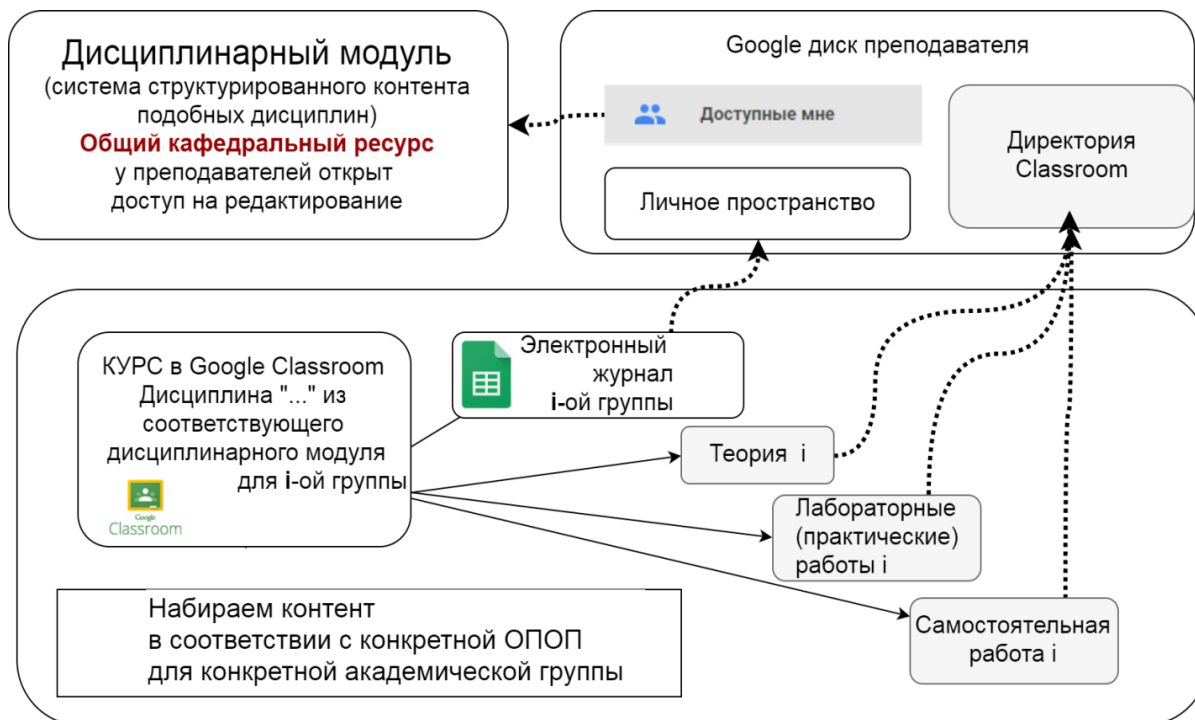 Дисциплинарный модуль
(система структурированного контента
подобных дисциплин)
Общий кафедральный ресурс
у преподавателей открыт
доступ на редактирование
Google диск преподавателя
Доступные мне
Личное пространство
Директория
Classroom
КУРС в Google Classroom
Дисциплина "..." из
соответствующего
дисциплинарного модуля
для i-ой группы
Google
Classroom
Электронный
журнал
i-ой группы
Теория i
Лабораторные
(практические)
работы i
Самостоятельная
работа i
Набираем контент
в соответствии с конкретной ОПОП
для конкретной академической группы